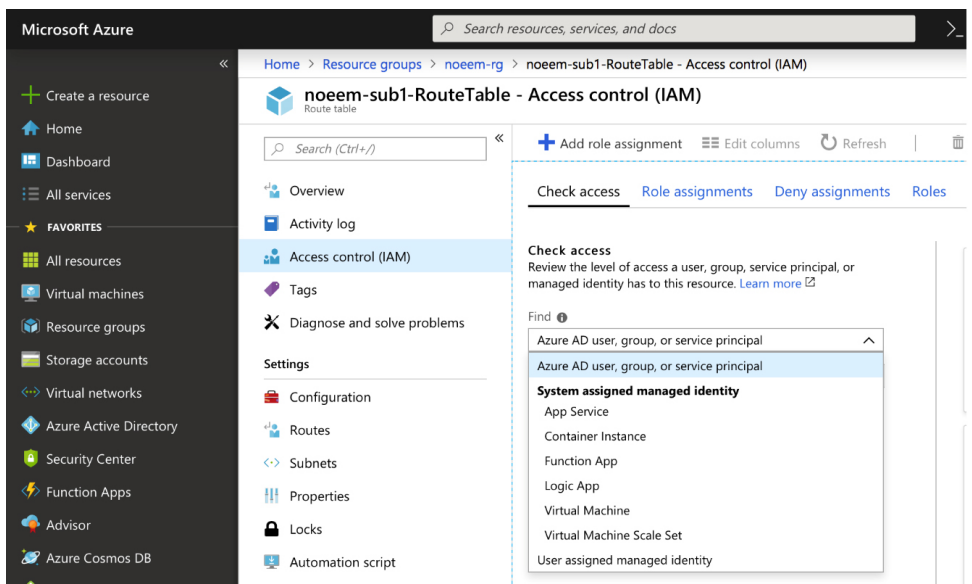 Microsoft Azure
Search resources, services, and docs
>_
«
Create a resource
Home
Dashboard
All services
FAVORITES
All resources
Virtual machines
Resource groups
Storage accounts
Virtual networks
Azure Active Directory
Security Center
Function Apps
Advisor
Azure Cosmos DB
Home > Resource groups > noeem-rg > noeem-sub1-RouteTable - Access control (IAM)
noeem-sub1-RouteTable - Access control (IAM)
Route table
Search (Ctrl+/)
«
Overview
Activity log
Access control (IAM)
Tags
Diagnose and solve problems
Settings
Configuration
Routes
Subnets
Properties
Locks
Automation script
Add role assignment Edit columns Refresh
Check access Role assignments Deny assignments Roles
Check access
Review the level of access a user, group, service principal, or
managed identity has to this resource. Learn more
Find
Azure AD user, group, or service principal
Azure AD user, group, or service principal
System assigned managed identity
App Service
Container Instance
Function App
Logic App
Virtual Machine
Virtual Machine Scale Set
User assigned managed identity